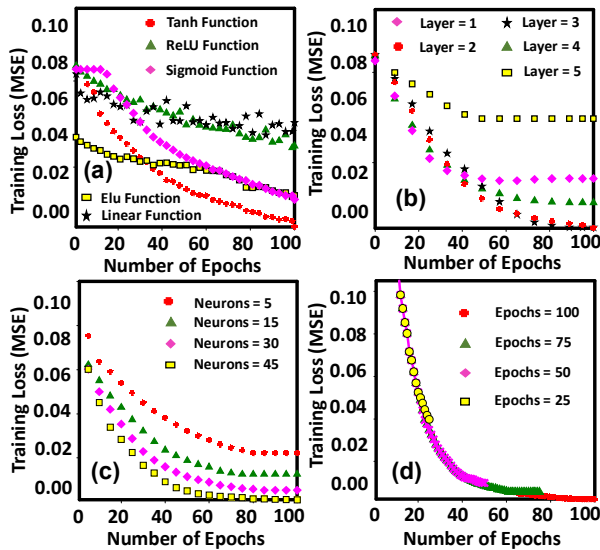 Training Loss (MSE)
0.08
0.06
0.04
0.02
0.00
Tanh Function
ReLU Function
Sigmoid Function
(a)
Elu Function
Linear Function
0 20 40 60 80 100
Number of Epochs
Training Loss (MSE)
0.10
0.08
0.06
0.04
0.02
0.00
Layer = 1
Layer = 3
Layer = 2
Layer = 4
Layer = 5
(b)
0 20 40 60 80 100
Number of Epochs
Training Loss (MSE)
0.10
0.08
0.06
0.04
0.02
0.00
Neurons = 5
Neurons = 15
Neurons = 30
Neurons = 45
(c)
0 20 40 60 80 100
Number of Epochs
Training Loss (MSE)
0.10
0.08
0.06
0.04
0.02
0.00
Epochs = 100
Epochs = 75
Epochs = 50
Epochs = 25
(d)
0 20 40 60 80 100
Number of Epochs